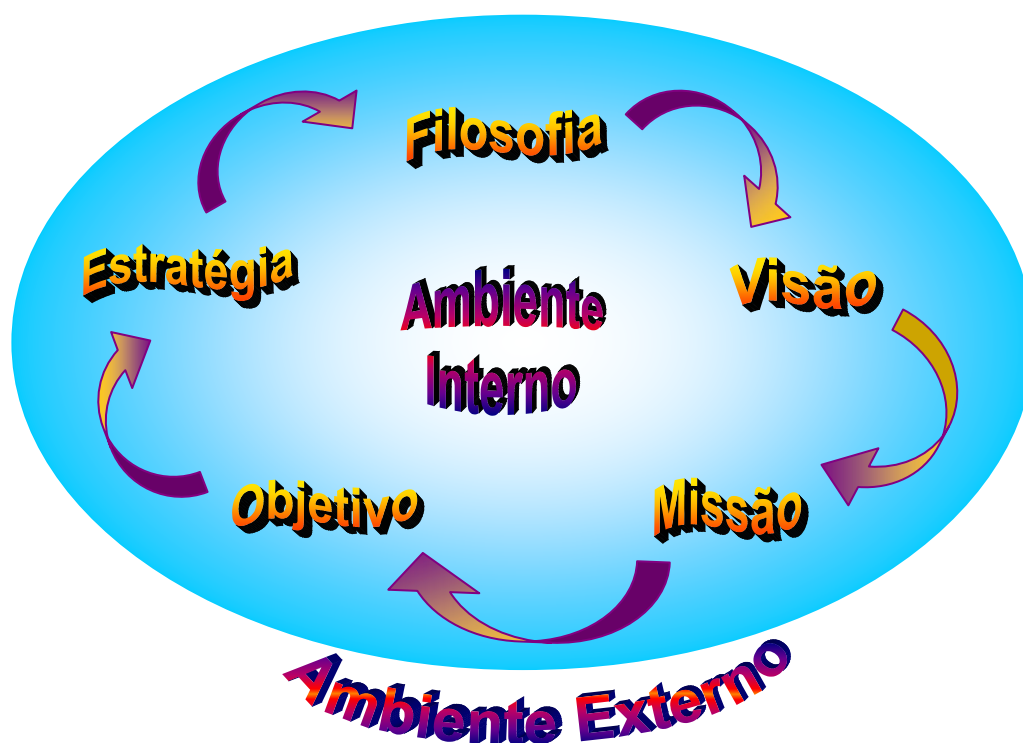 Filosofia
Estratégia
Visão
Ambiente
Interno
Objetivo
Missão
Ambiente Externo